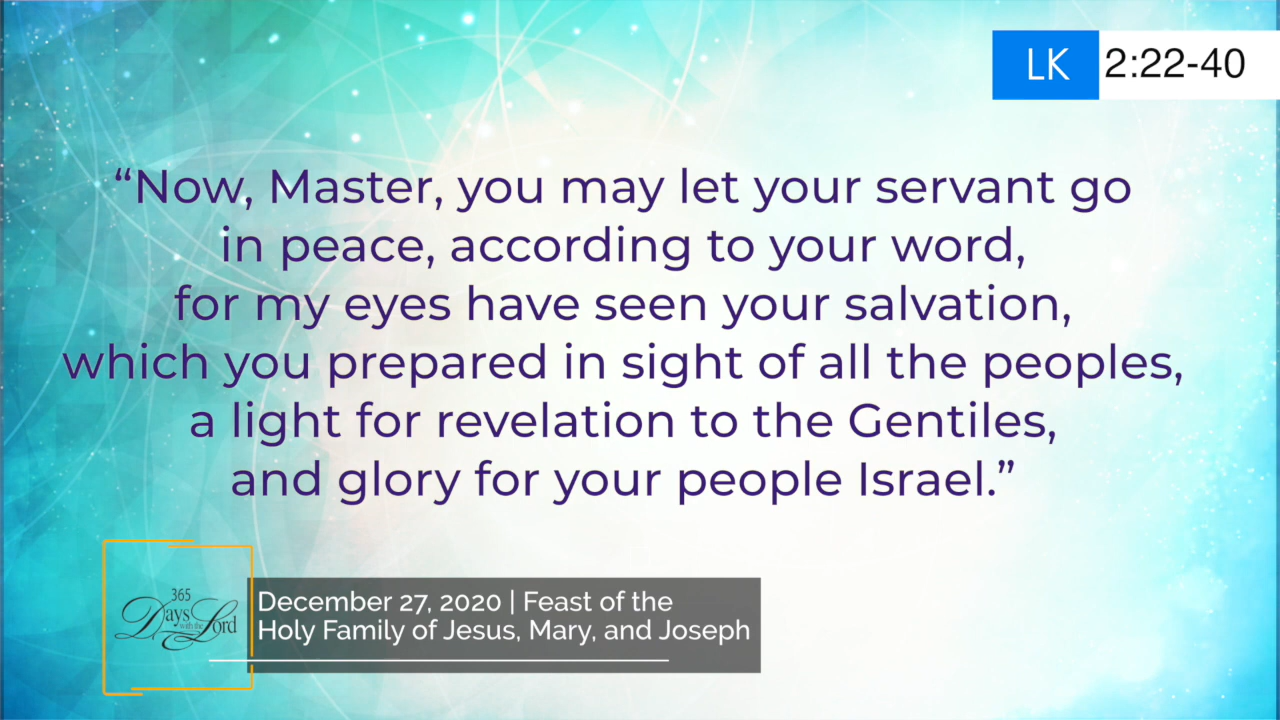 LK 2:22-40
“Now, Master, you may let your servant go
in peace, according to your word,
for my eyes have seen your salvation,
which you prepared in sight of all the peoples,
a light for revelation to the Gentiles,
and glory for your people Israel.”
365
Days with the Lord
December 27, 2020 | Feast of the
Holy Family of Jesus, Mary, and Joseph